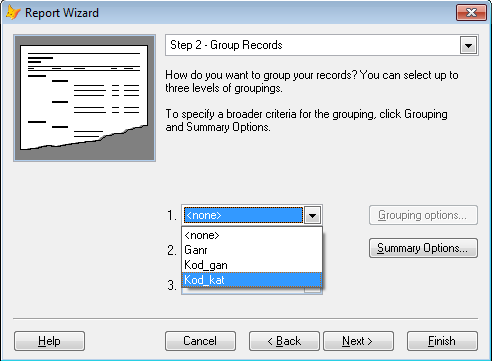 Report Wizard
Step 2 - Group Records
How do you want to group your records? You can select up to
three levels of groupings.
To specify a broader criteria for the grouping, click Grouping
and Summary Options.
1. <none>
Grouping options...
<none>
2. Ganr
Summary Options...
Kod_gan
3. Kod_kat
Help
Cancel
< Back
Next >
Finish